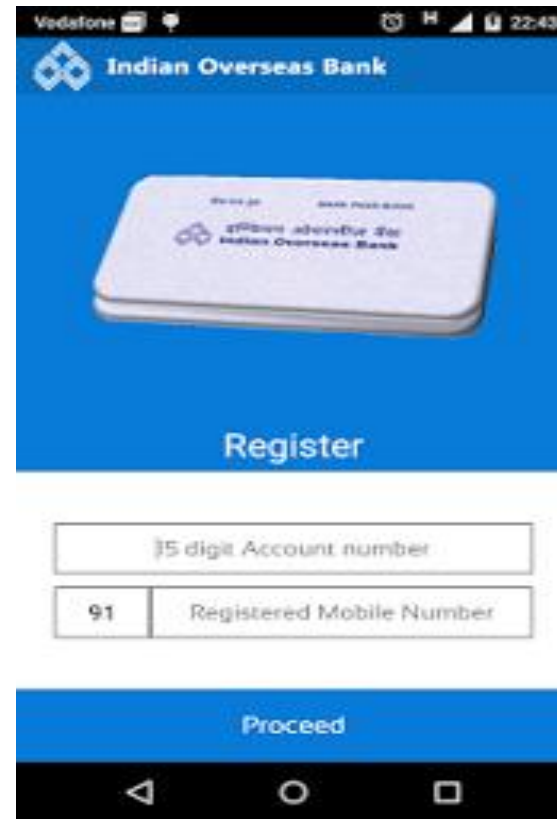 Vodafone
H 22:43
Indian Overseas Bank
Indian Overseas Bank
Register
15 digit Account number
91 Registered Mobile Number
Proceed